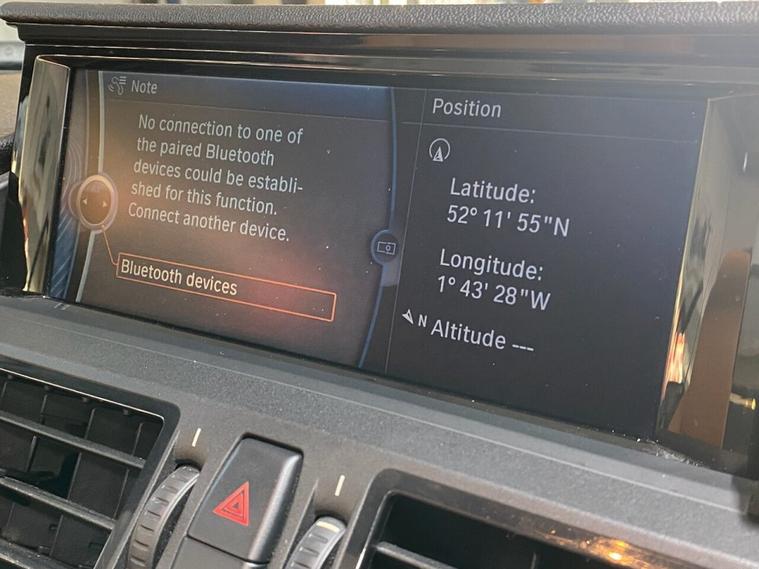 Note
No connection to one of
the paired Bluetooth
devices could be establi-
shed for this function.
Connect another device.
Bluetooth devices
Position
Latitude:
52° 11' 55"N
Longitude:
1° 43' 28"W
N Altitude ---